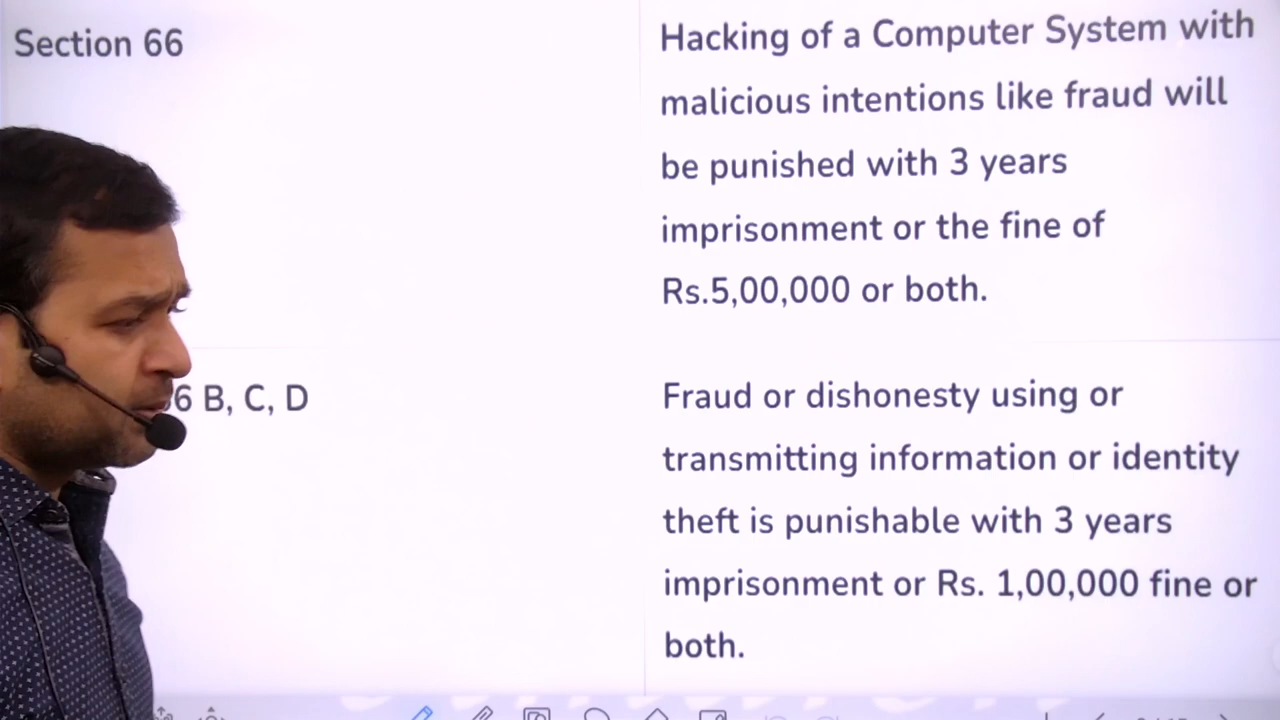 Section 66
Hacking of a Computer System with
malicious intentions like fraud will
be punished with 3 years
imprisonment or the fine of
Rs.5,00,000 or both.
6 B, C, D
Fraud or dishonesty using or
transmitting information or identity
theft is punishable with 3 years
imprisonment or Rs. 1,00,000 fine or
both.